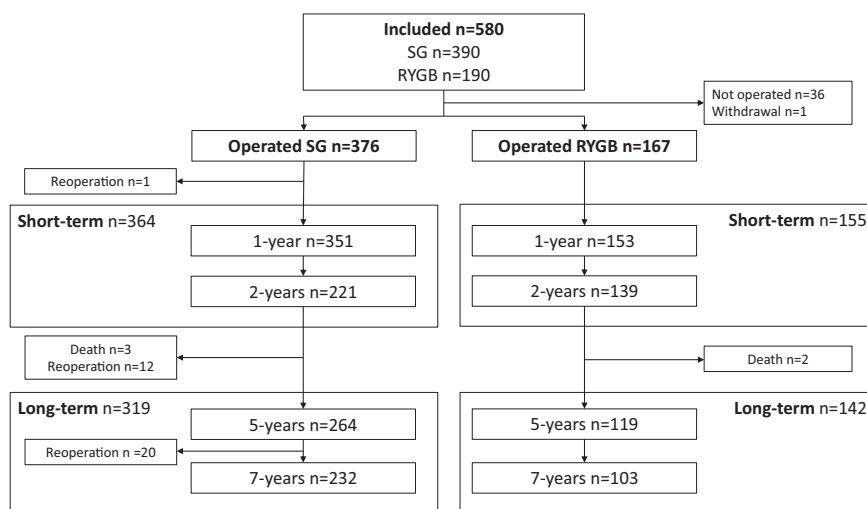 Included n=580
SG n=390
RYGB n=190
Not operated n=36
Withdrawal n=1
Operated SG n=376
Operated RYGB n=167
Reoperation n=1
Short-term n=364
1-year n=351
2-years n=221
Short-term n=155
1-year n=153
2-years n=139
Death n=3
Reoperation n=12
Death n=2
Long-term n=319
5-years n=264
Reoperation n =20
7-years n=232
Long-term n=142
5-years n=119
7-years n=103